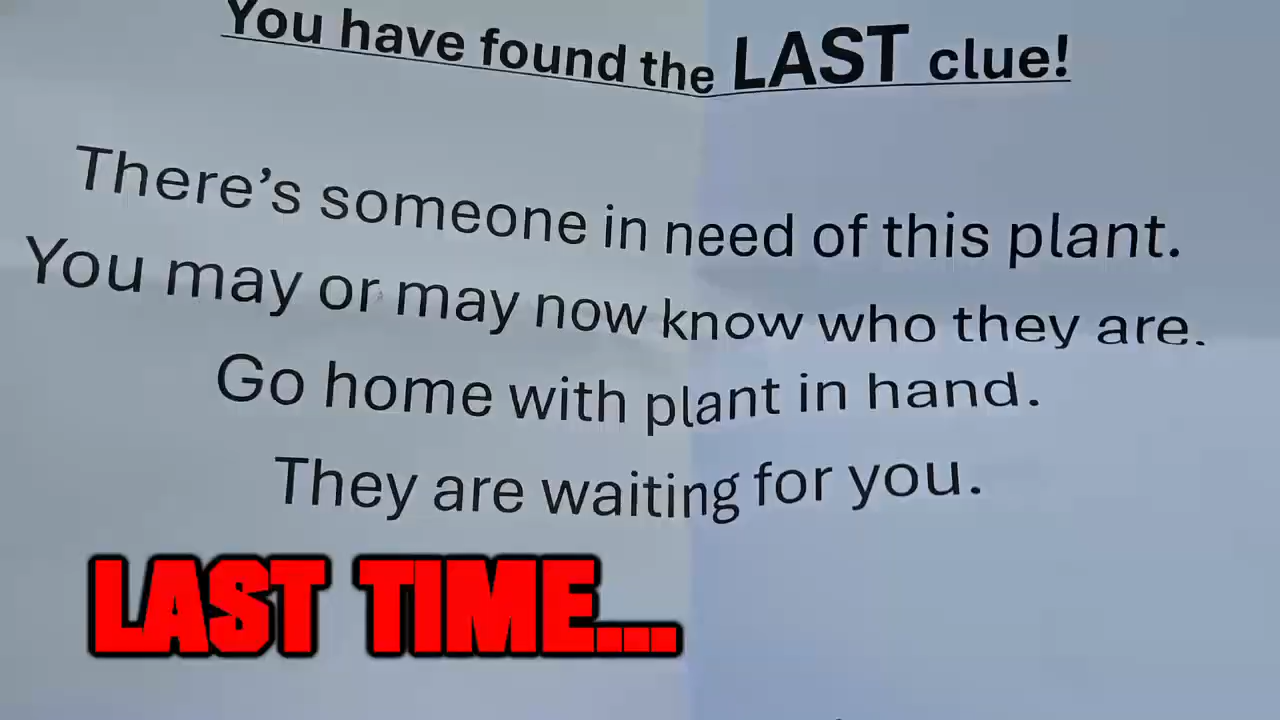 You have found the LAST clue!
There's someone in need of this plant.
You may or may now know who they are.
Go home with plant in hand.
They are waiting for you.
LAST TIME...